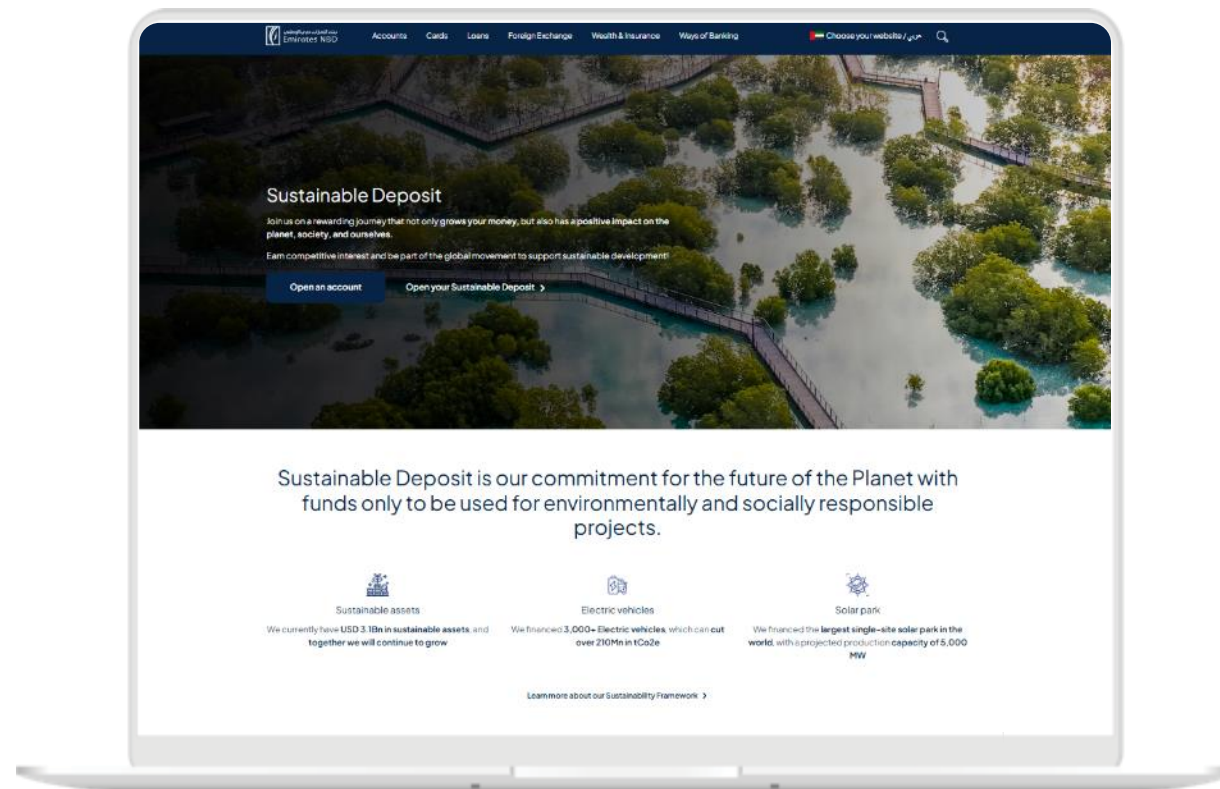 Emirates NBD
Accounts Cards Loans Foreign Exchange Wealth & Insurance Ways of Banking Choose your website / عربي
Sustainable Deposit
Join us on a rewarding journey that not only grows your money, but also has a positive impact on the
planet, society, and ourselves.
Earn competitive interest and be part of the global movement to support sustainable development!
Open an account Open your Sustainable Deposit
Sustainable Deposit is our commitment for the future of the Planet with
funds only to be used for environmentally and socially responsible
projects.
Sustainable assets
We currently have USD 3.1Bn in sustainable assets, and
together we will continue to grow
Electric vehicles
We financed 3,000+ Electric vehicles, which can cut
over 210Mn in tCo2e
Solar park
We financed the largest single-site solar park in the
world, with a projected production capacity of 5,000
MW
Learn more about our Sustainability Framework